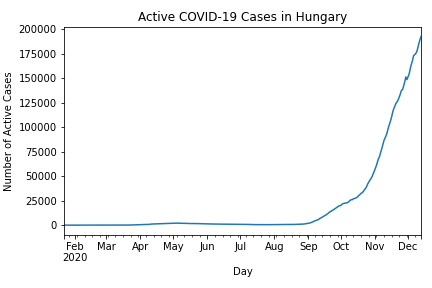 Active COVID-19 Cases in Hungary
Number of Active Cases
200000
175000
150000
125000
100000
75000
50000
25000
0
Feb Mar Apr May Jun Jul Aug Sep Oct Nov Dec
2020
Day